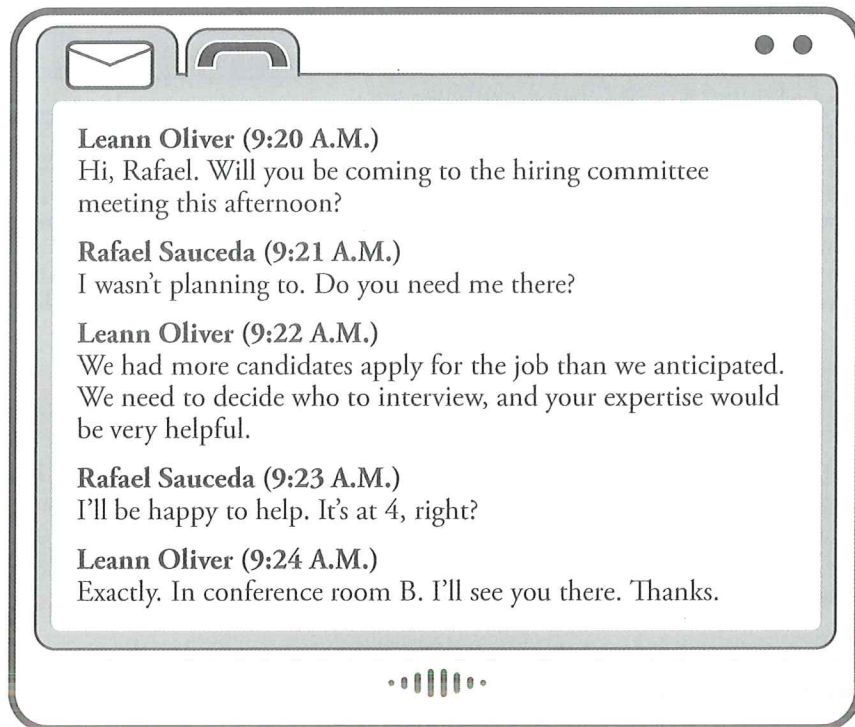 Leann Oliver (9:20 A.M.)
Hi, Rafael. Will you be coming to the hiring committee
meeting this afternoon?
Rafael Sauceda (9:21 A.M.)
I wasn't planning to. Do you need me there?
Leann Oliver (9:22 A.M.)
We had more candidates apply for the job than we anticipated.
We need to decide who to interview, and your expertise would
be very helpful.
Rafael Sauceda (9:23 A.M.)
I'll be happy to help. It's at 4, right?
Leann Oliver (9:24 A.M.)
Exactly. In conference room B. I'll see you there. Thanks.